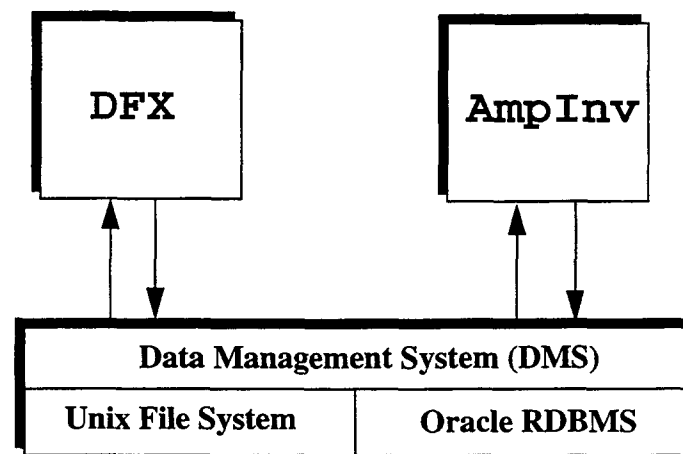 DFX
AmpInv
Data Management System (DMS)
Unix File System
Oracle RDBMS